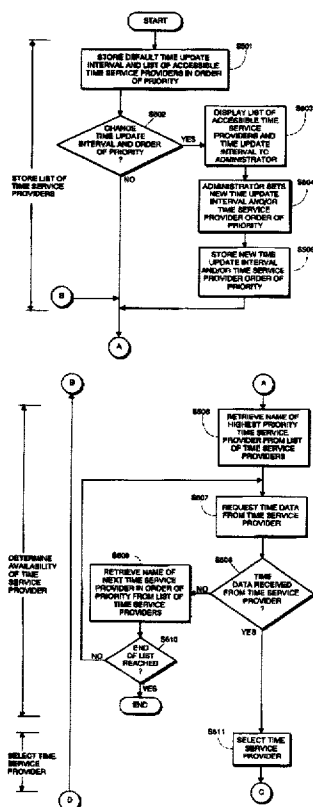 START
S501
STORE DEFAULT TIME UPDATE
INTERVAL AND LIST OF ACCESSIBLE
TIME SERVICE PROVIDERS IN ORDER
OF PRIORITY
S502
CHANGE
TIME UPDATE
INTERVAL AND ORDER
OF PRIORITY
?
YES
NO
S503
DISPLAY LIST OF
ACCESSIBLE TIME
SERVICE
PROVIDERS AND
TIME UPDATE
INTERVAL TO
ADMINISTRATOR
S504
ADMINISTRATOR SETS
NEW TIME UPDATE
INTERVAL AND/OR TIME
SERVICE PROVIDER
ORDER OF PRIORITY
S505
STORE NEW TIME
UPDATE INTERVAL
AND/OR TIME SERVICE
PROVIDER ORDER OF
PRIORITY
STORE LIST OF
TIME SERVICE
PROVIDERS
B
A
B
A
S506
RETRIEVE NAME OF
HIGHEST PRIORITY
TIME SERVICE
PROVIDER FROM LIST
OF TIME SERVICE
PROVIDERS
S507
REQUEST TIME DATA
FROM TIME SERVICE
PROVIDER
S508
TIME
DATA RECEIVED
FROM TIME SERVICE
PROVIDER
?
NO
YES
S509
RETRIEVE NAME OF
NEXT TIME SERVICE
PROVIDER IN ORDER OF
PRIORITY FROM LIST OF
TIME SERVICE
PROVIDERS
S510
END
OF LIST
REACHED
?
NO
YES
END
DETERMINE
AVAILABILITY
OF TIME
SERVICE
PROVIDER
S511
SELECT TIME
SERVICE
PROVIDER
SELECT TIME
SERVICE
PROVIDER
D
C